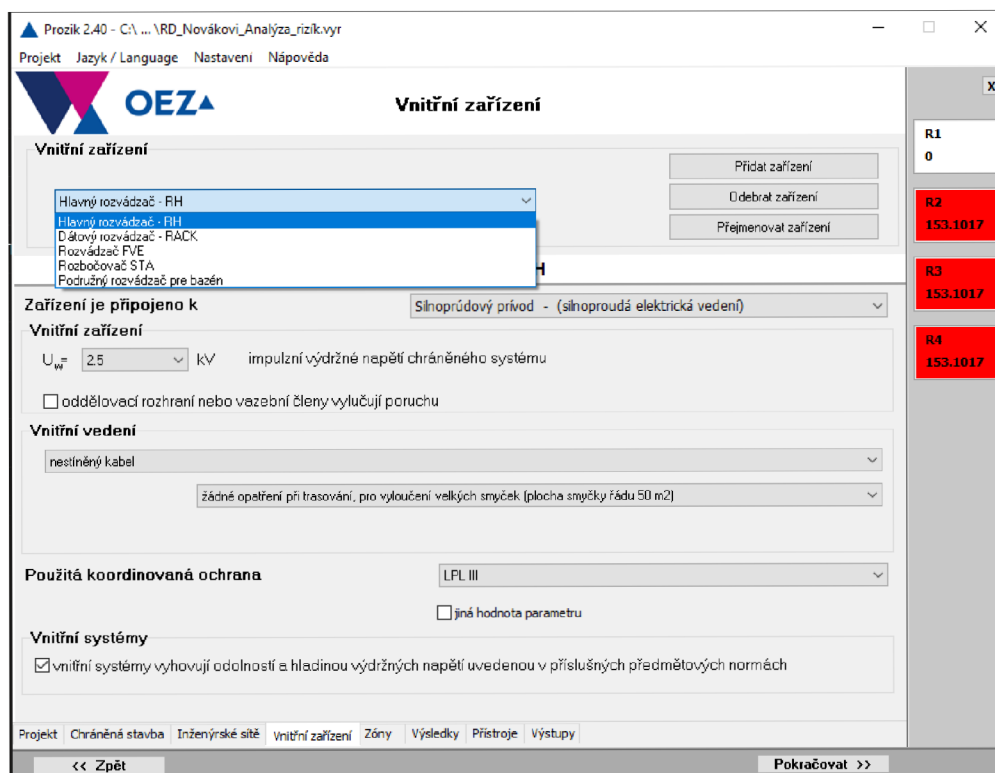 Prozik 2.40 - C:\ ... \RD_Novákovi_Analýza_rizík.vyr
Projekt Jazyk / Language Nastavení Nápověda
OEZ
Vnitřní zařízení
X
Vnitřní zařízení
Hlavný rozvádzač - RH
Hlavný rozvádzač - RH
Dátový rozvádzač - RACK
Rozvádzač FVE
Rozbočovač STA
Podružný rozvádzač pre bazén
Přidat zařízení
Odebrat zařízení
Přejmenovat zařízení
H
Zařízení je připojeno k Silnoprúdový prívod - (silnoproudá elektrická vedení)
Vnitřní zařízení
Uw= 2.5 kV impulzní výdržné napětí chráněného systému
oddělovací rozhraní nebo vazební členy vylučují poruchu
Vnitřní vedení
nestíněný kabel
žádné opatření při trasování, pro vyloučení velkých smyček (plocha smyčky řádu 50 m2)
Použitá koordinovaná ochrana LPL III
jiná hodnota parametru
Vnitřní systémy
vnitřní systémy vyhovují odolností a hladinou výdržných napětí uvedenou v příslušných předmětových normách
Projekt Chráněná stavba Inženýrské sítě Vnitřní zařízení Zóny Výsledky Přístroje Výstupy
<< Zpět Pokračovat >>
R1
0
R2
153.1017
R3
153.1017
R4
153.1017